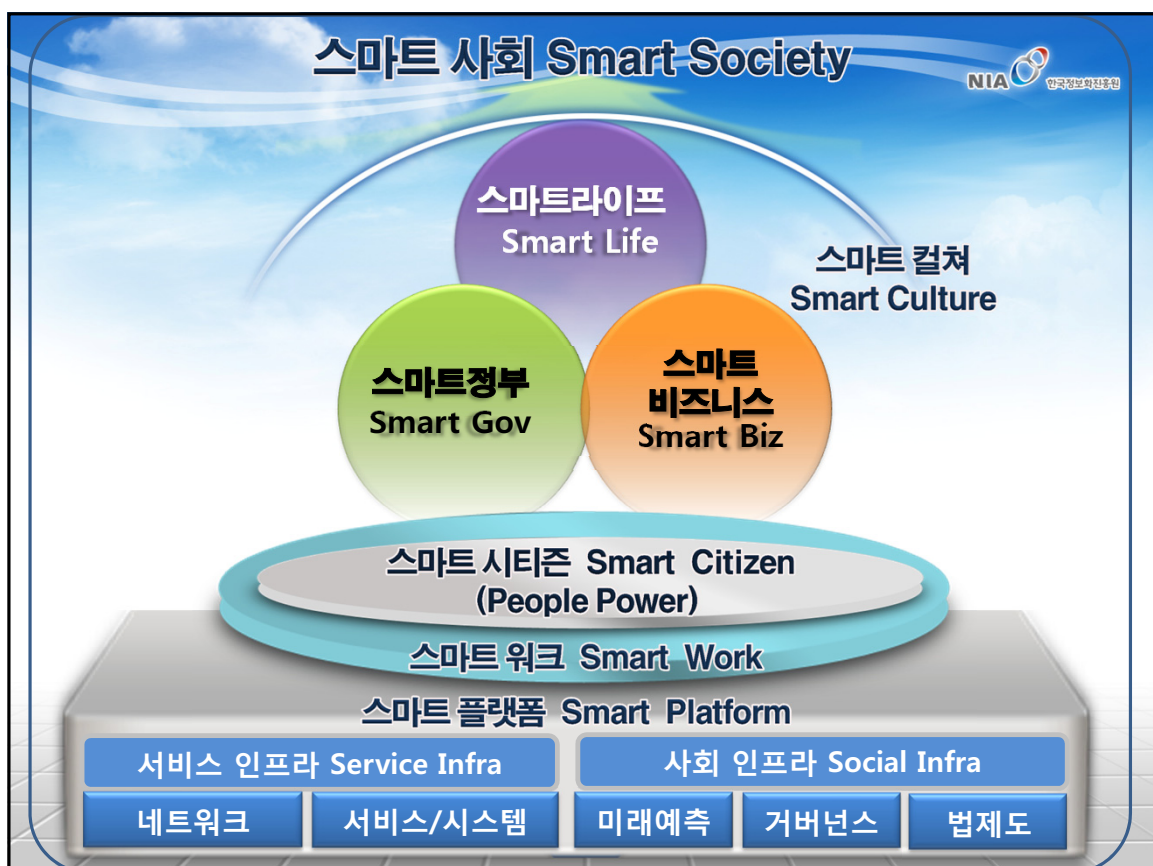 스마트 사회 Smart Society
NIA 한국정보화진흥원
스마트라이프
Smart Life
스마트 컬쳐
Smart Culture
스마트정부
Smart Gov
스마트
비즈니스
Smart Biz
스마트 시티즌 Smart Citizen
(People Power)
스마트 워크 Smart Work
스마트 플랫폼 Smart Platform
서비스 인프라 Service Infra
사회 인프라 Social Infra
네트워크
서비스/시스템
미래예측
거버넌스
법제도